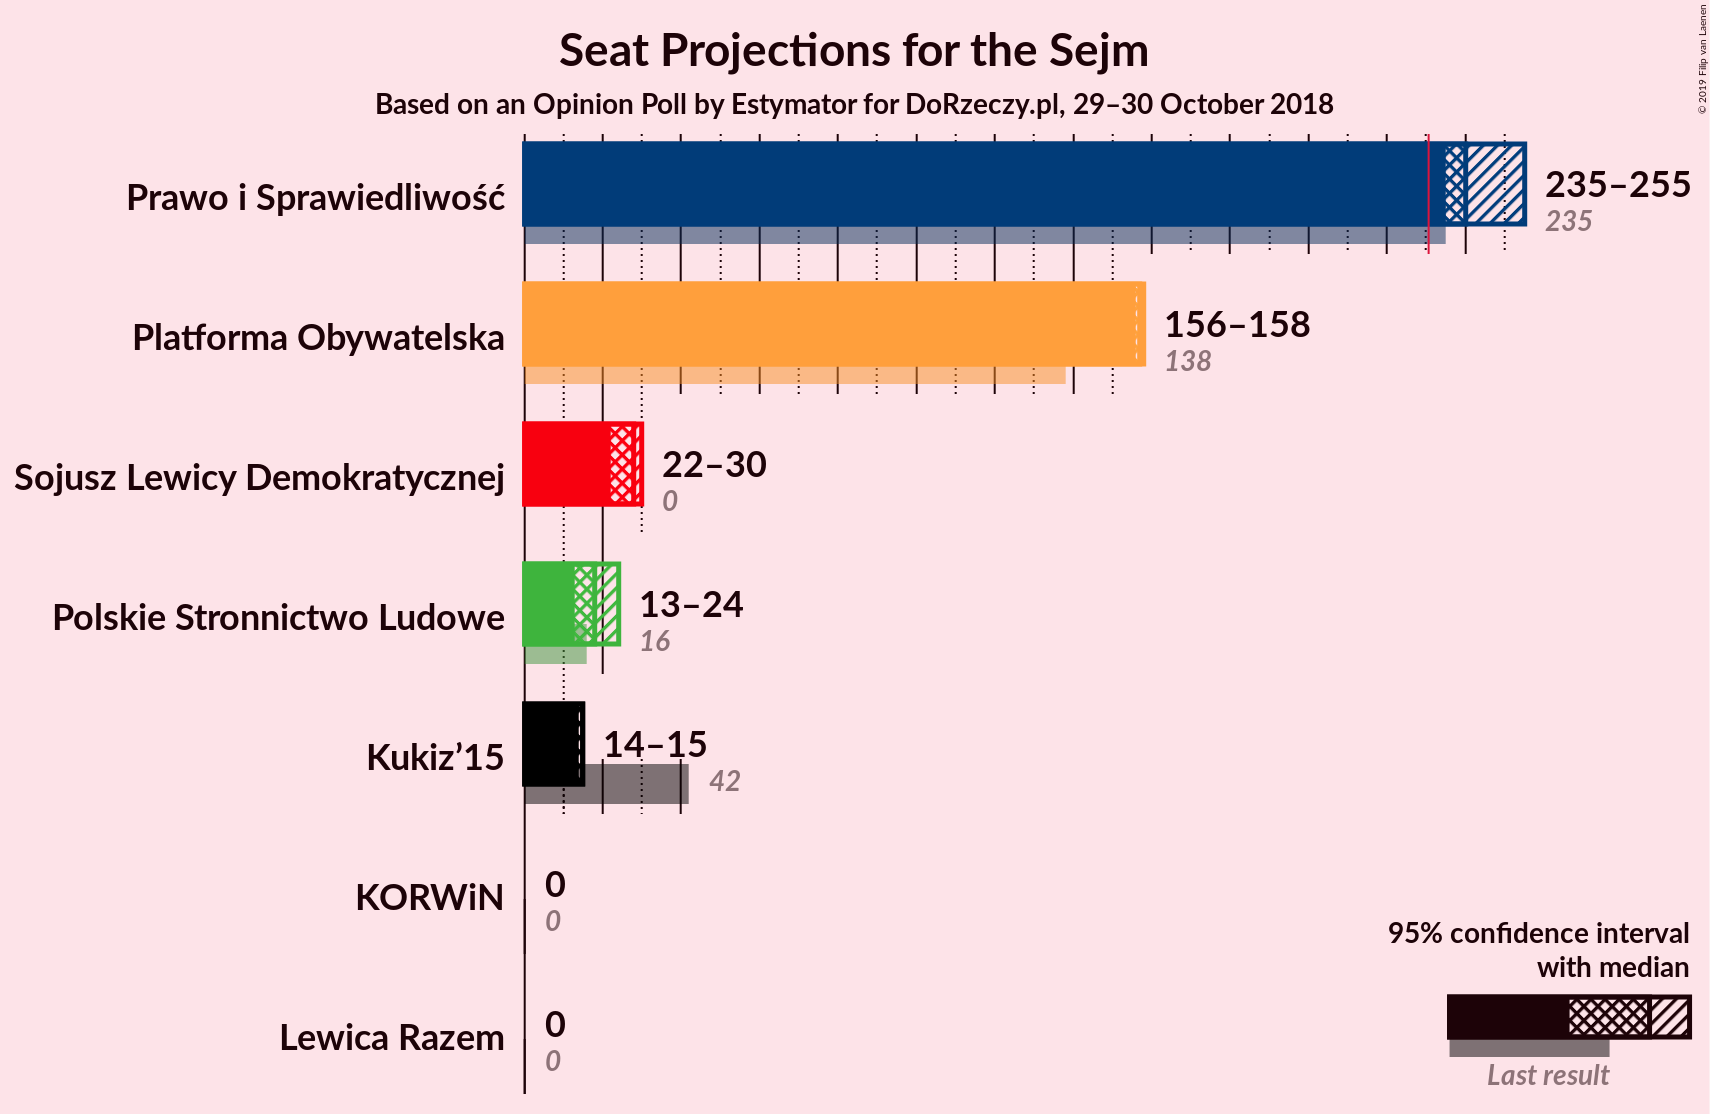 Seat Projections for the Sejm
Based on an Opinion Poll by Estymator for DoRzeczy.pl, 29–30 October 2018
© 2019 Filip van Laenen
Prawo i Sprawiedliwość
235–255
235
Platforma Obywatelska
156–158
138
Sojusz Lewicy Demokratycznej
22–30
0
Polskie Stronnictwo Ludowe
13–24
16
Kukiz’15
14–15
42
KORWiN
0
0
Lewica Razem
0
0
95% confidence interval
with median
Last result